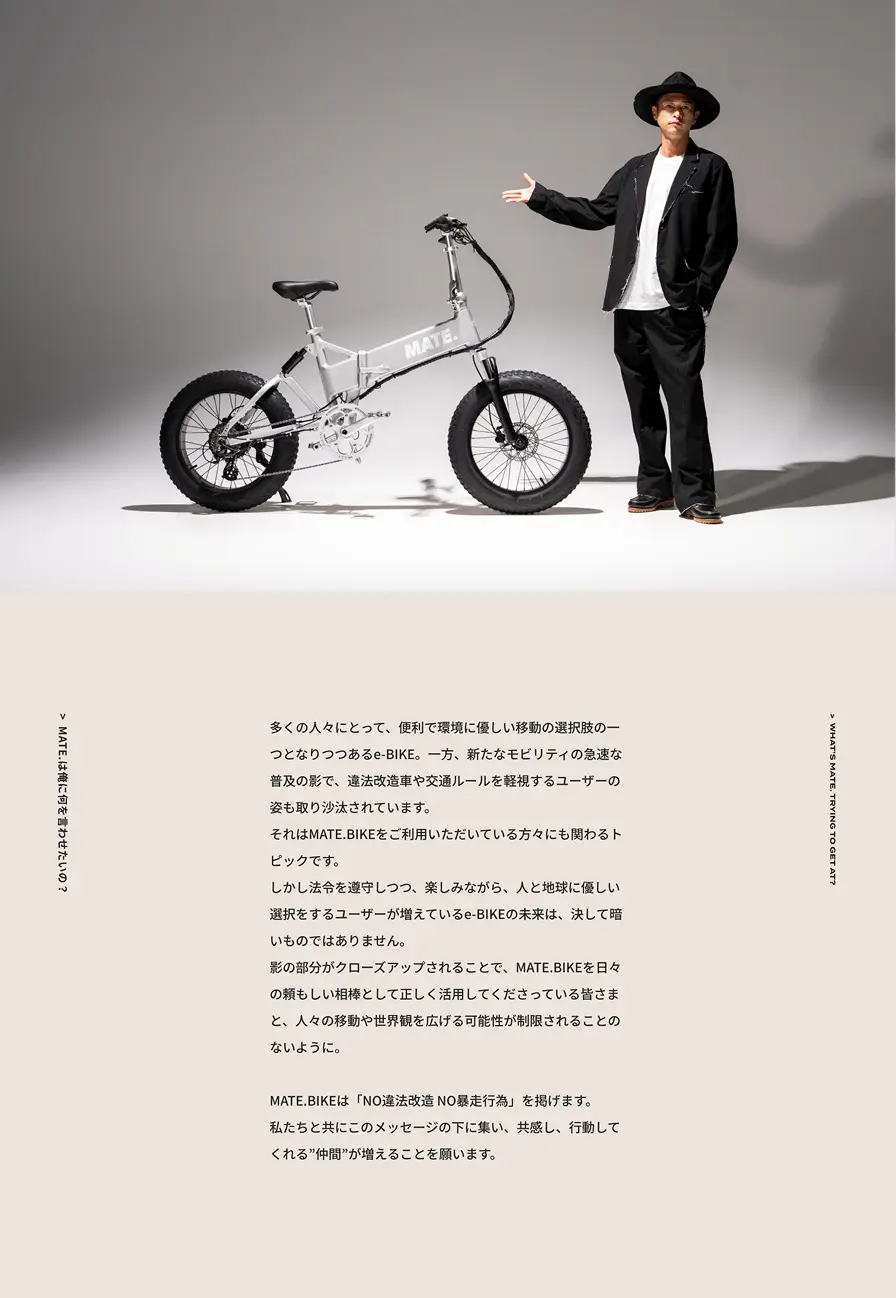 MATE.
> MATE.は俺に何を言わせたいの？
多くの人々にとって、便利で環境に優しい移動の選択肢の一
つとなりつつあるe-BIKE。一方、新たなモビリティの急速な
普及の影で、違法改造車や交通ルールを軽視するユーザーの
姿も取り沙汰されています。
それはMATE.BIKEをご利用いただいている方々にも関わるト
ピックです。
しかし法令を遵守しつつ、楽しみながら、人と地球に優しい
選択をするユーザーが増えているe-BIKEの未来は、決して暗
いものではありません。
影の部分がクローズアップされることで、MATE.BIKEを日々
の頼もしい相棒として正しく活用してくださっている皆さま
と、人々の移動や世界観を広げる可能性が制限されることの
ないように。
MATE.BIKEは「NO違法改造 NO暴走行為」を掲げます。
私たちと共にこのメッセージの下に集い、共感し、行動して
くれる”仲間”が増えることを願います。
> WHAT'S MATE. TRYING TO GET AT?